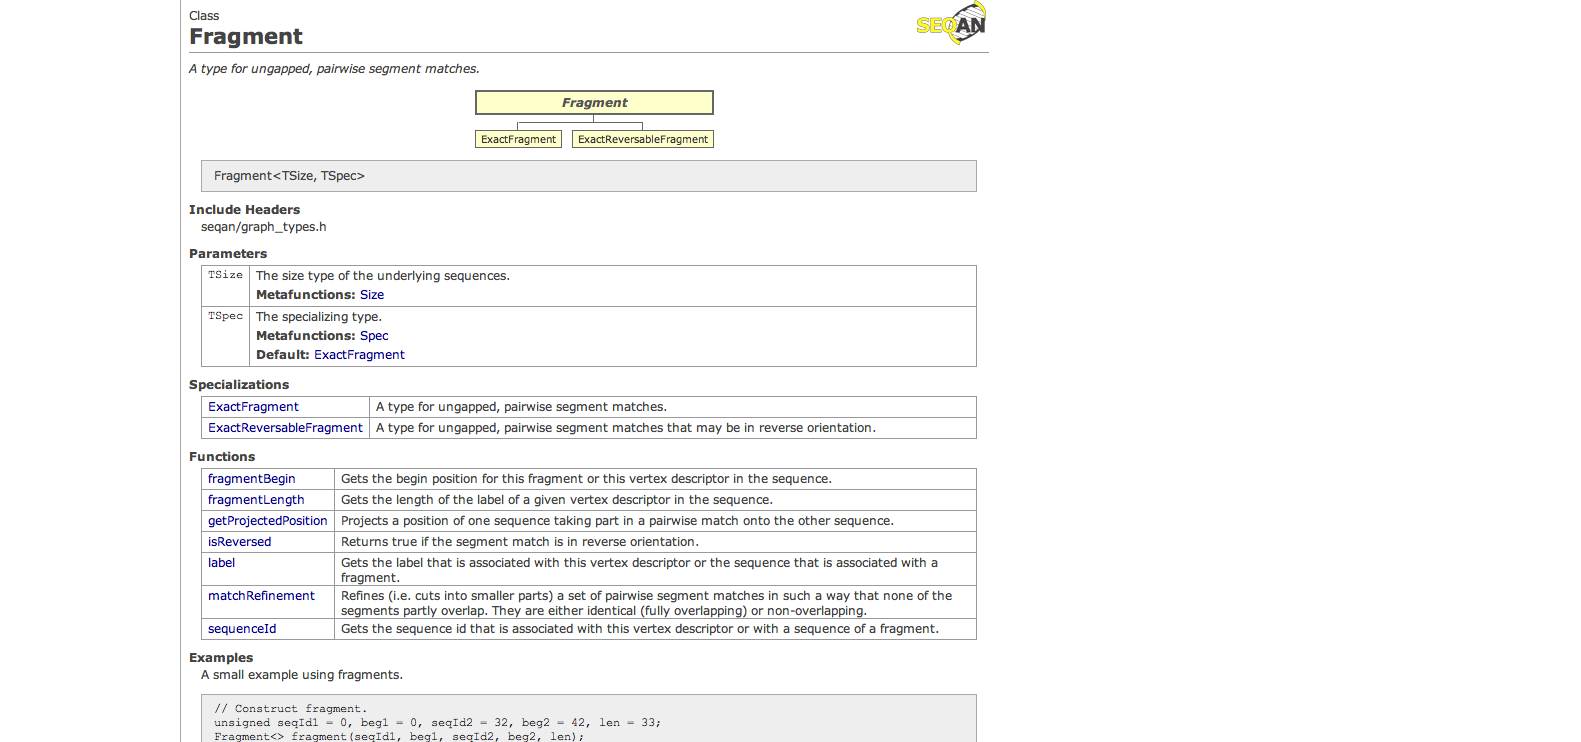 Class
Fragment
SEQAN
A type for ungapped, pairwise segment matches.
Fragment
ExactFragment ExactReversableFragment
Fragment<TSize, TSpec>
Include Headers
seqan/graph_types.h
Parameters
TSize The size type of the underlying sequences.
Metafunctions: Size
TSpec The specializing type.
Metafunctions: Spec
Default: ExactFragment
Specializations
ExactFragment A type for ungapped, pairwise segment matches.
ExactReversableFragment A type for ungapped, pairwise segment matches that may be in reverse orientation.
Functions
fragmentBegin Gets the begin position for this fragment or this vertex descriptor in the sequence.
fragmentLength Gets the length of the label of a given vertex descriptor in the sequence.
getProjectedPosition Projects a position of one sequence taking part in a pairwise match onto the other sequence.
isReversed Returns true if the segment match is in reverse orientation.
label Gets the label that is associated with this vertex descriptor or the sequence that is associated with a
fragment.
matchRefinement Refines (i.e. cuts into smaller parts) a set of pairwise segment matches in such a way that none of the
segments partly overlap. They are either identical (fully overlapping) or non-overlapping.
sequenceId Gets the sequence id that is associated with this vertex descriptor or with a sequence of a fragment.
Examples
A small example using fragments.
// Construct fragment.
unsigned seqId1 = 0, beg1 = 0, seqId2 = 32, beg2 = 42, len = 33;
Fragment<> fragment(seqId1, beg1, seqId2, beg2, len);